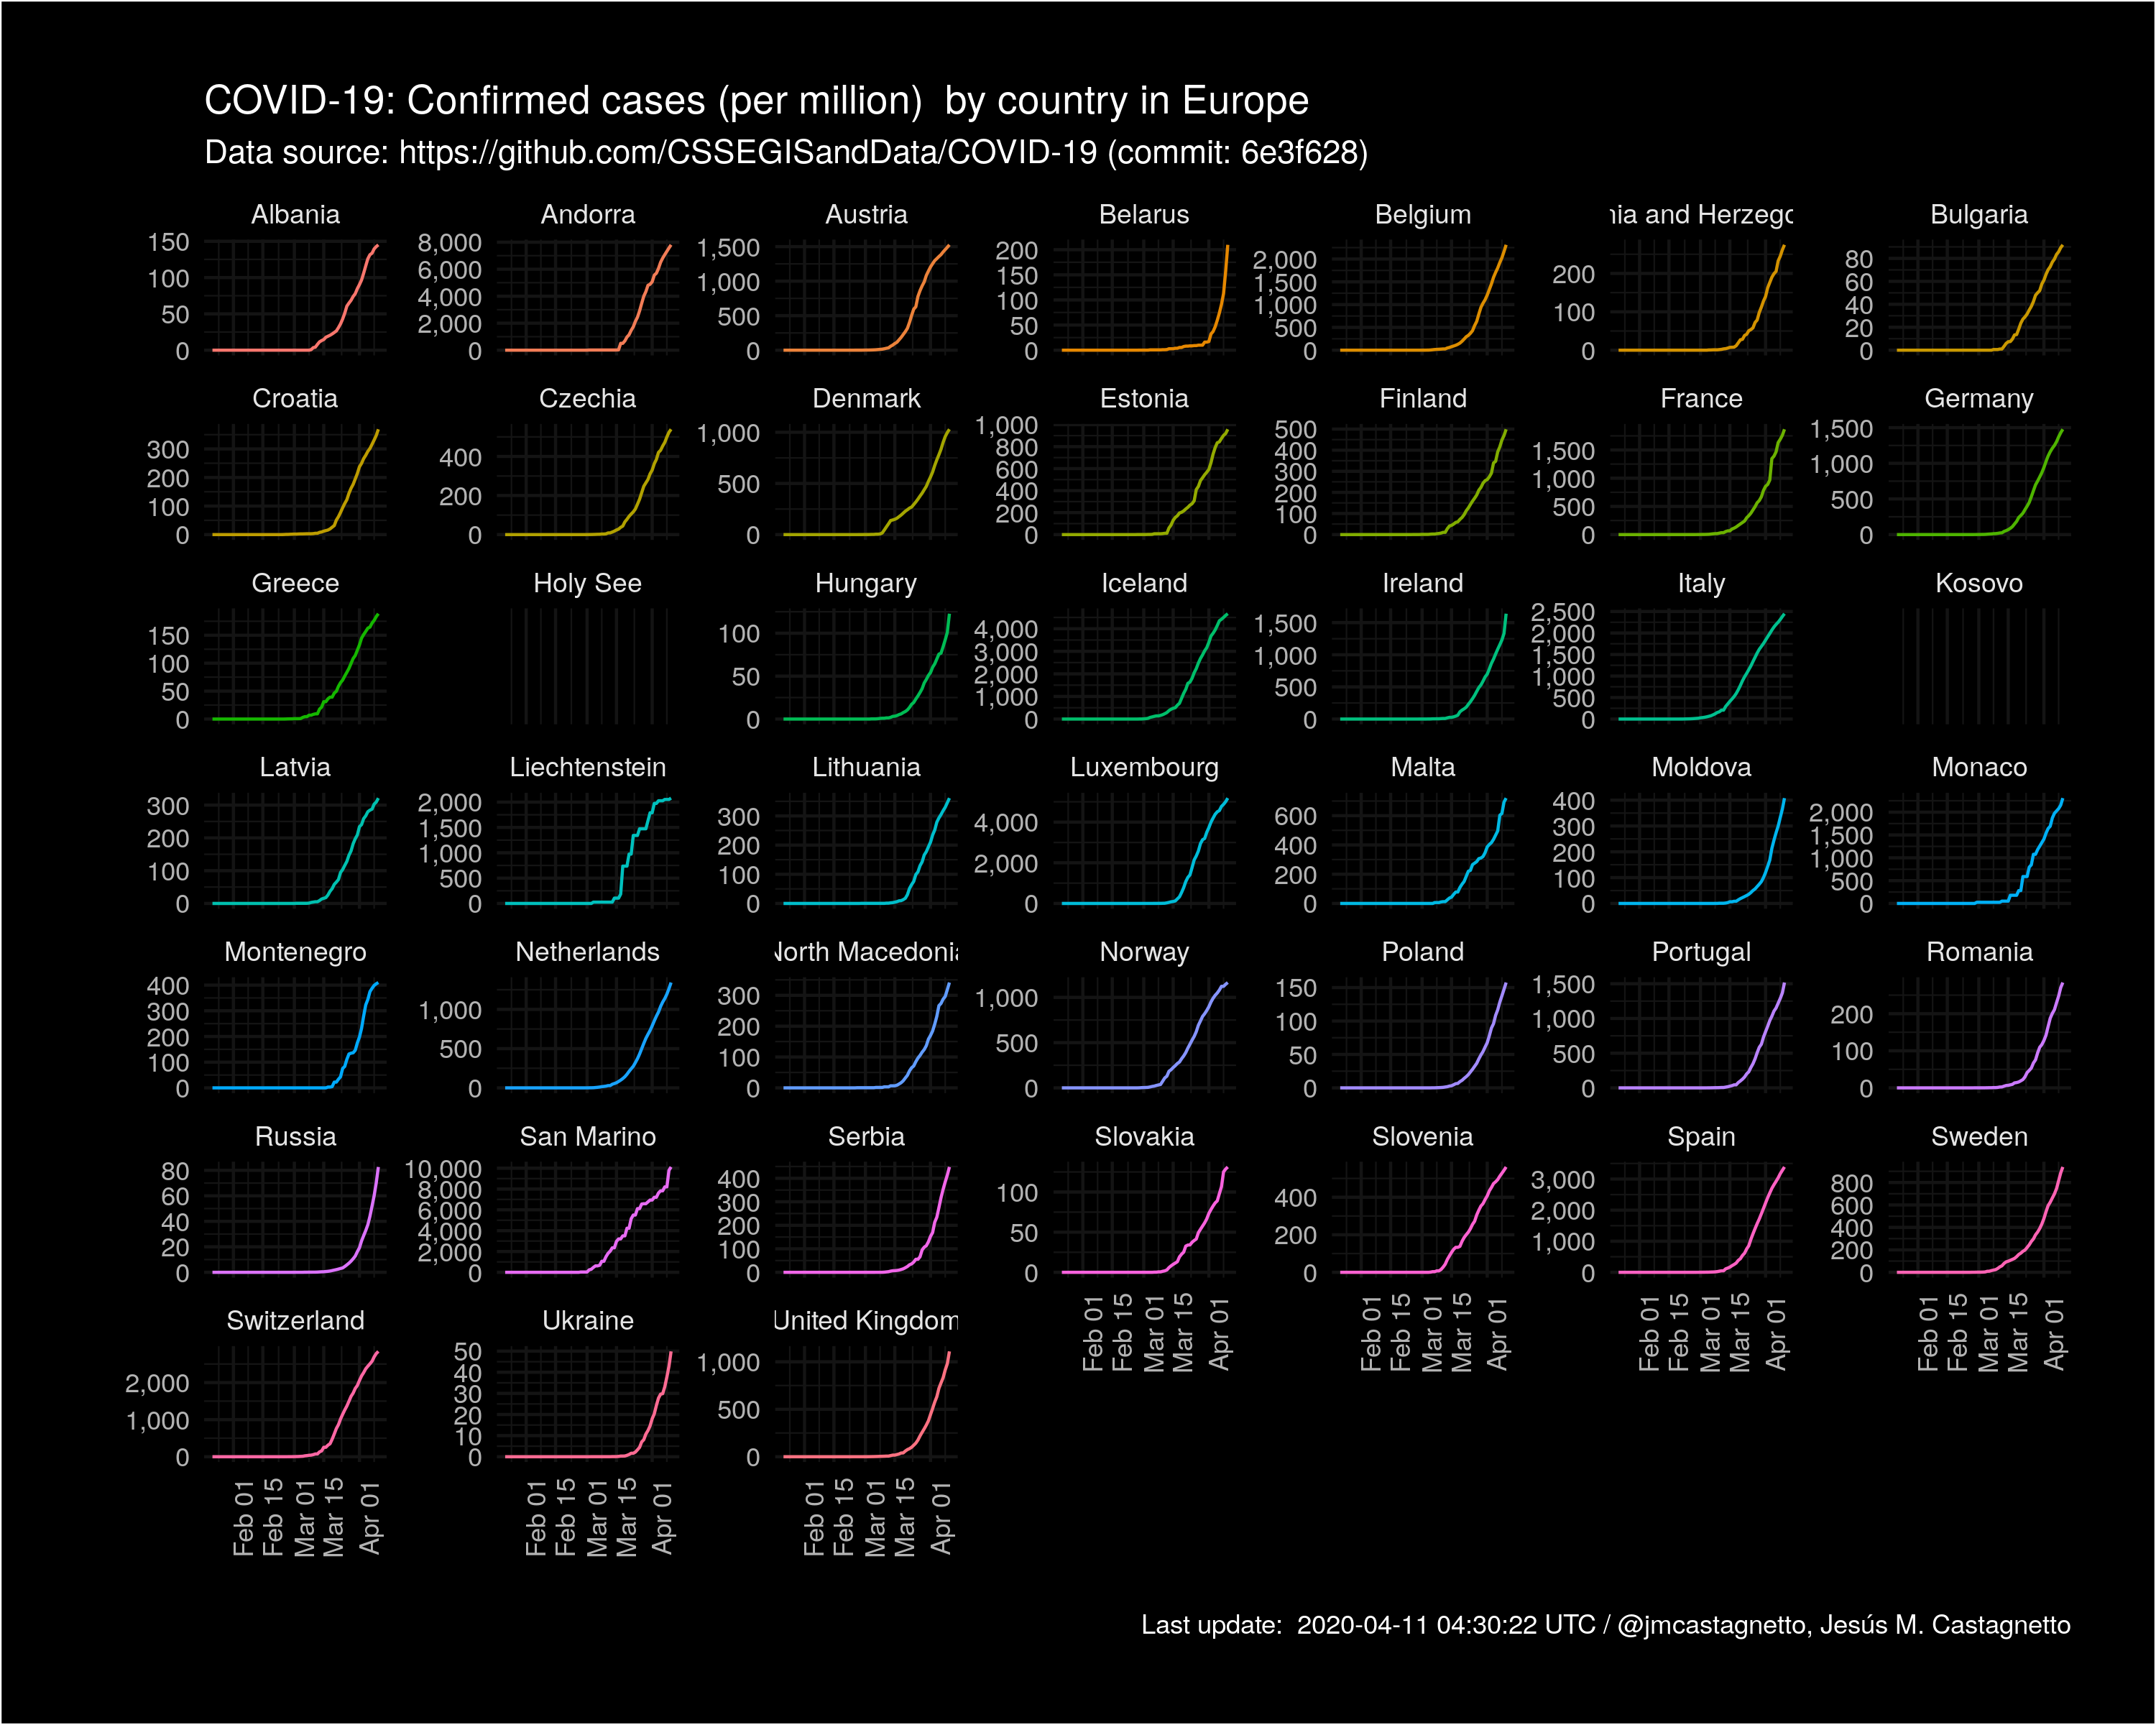 COVID-19: Confirmed cases (per million)  by country in Europe
Data source: https://github.com/CSSEGISandData/COVID-19 (commit: 6e3f628)
Albania Andorra Austria Belarus Belgium nia and Herzego Bulgaria
150 100 50 0
8,000 6,000 4,000 2,000 0
1,500 1,000 500 0
200 150 100 50 0
2,000 1,500 1,000 500 0
200 100 0
80 60 40 20 0
Croatia Czechia Denmark Estonia Finland France Germany
300 200 100 0
400 200 0
1,000 500 0
1,000 800 600 400 200 0
500 400 300 200 100 0
1,500 1,000 500 0
1,500 1,000 500 0
Greece Holy See Hungary Iceland Ireland Italy Kosovo
150 100 50 0
100 50 0
4,000 3,000 2,000 1,000 0
1,500 1,000 500 0
2,500 2,000 1,500 1,000 500 0
Latvia Liechtenstein Lithuania Luxembourg Malta Moldova Monaco
300 200 100 0
2,000 1,500 1,000 500 0
300 200 100 0
4,000 2,000 0
600 400 200 0
400 300 200 100 0
2,000 1,500 1,000 500 0
Montenegro Netherlands North Macedonia Norway Poland Portugal Romania
400 300 200 100 0
1,000 500 0
300 200 100 0
1,000 500 0
150 100 50 0
1,500 1,000 500 0
200 100 0
Russia San Marino Serbia Slovakia Slovenia Spain Sweden
80 60 40 20 0
10,000 8,000 6,000 4,000 2,000 0
400 300 200 100 0
100 50 0
400 200 0
3,000 2,000 1,000 0
800 600 400 200 0
Feb 01 Feb 15 Mar 01 Mar 15 Apr 01
Feb 01 Feb 15 Mar 01 Mar 15 Apr 01
Feb 01 Feb 15 Mar 01 Mar 15 Apr 01
Feb 01 Feb 15 Mar 01 Mar 15 Apr 01
Switzerland Ukraine United Kingdom
2,000 1,000 0
50 40 30 20 10 0
1,000 500 0
Feb 01 Feb 15 Mar 01 Mar 15 Apr 01
Feb 01 Feb 15 Mar 01 Mar 15 Apr 01
Feb 01 Feb 15 Mar 01 Mar 15 Apr 01
Last update:  2020-04-11 04:30:22 UTC / @jmcastagnetto, Jesús M. Castagnetto